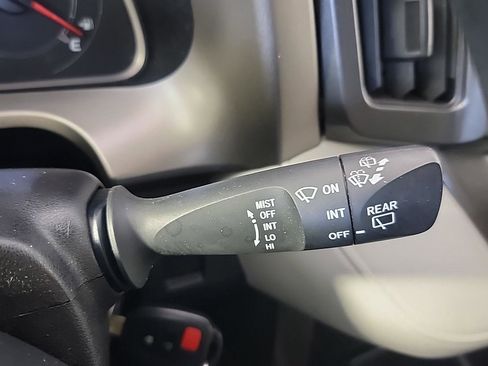 E
MIST
OFF
INT
LO
HI
ON
INT
OFF
REAR